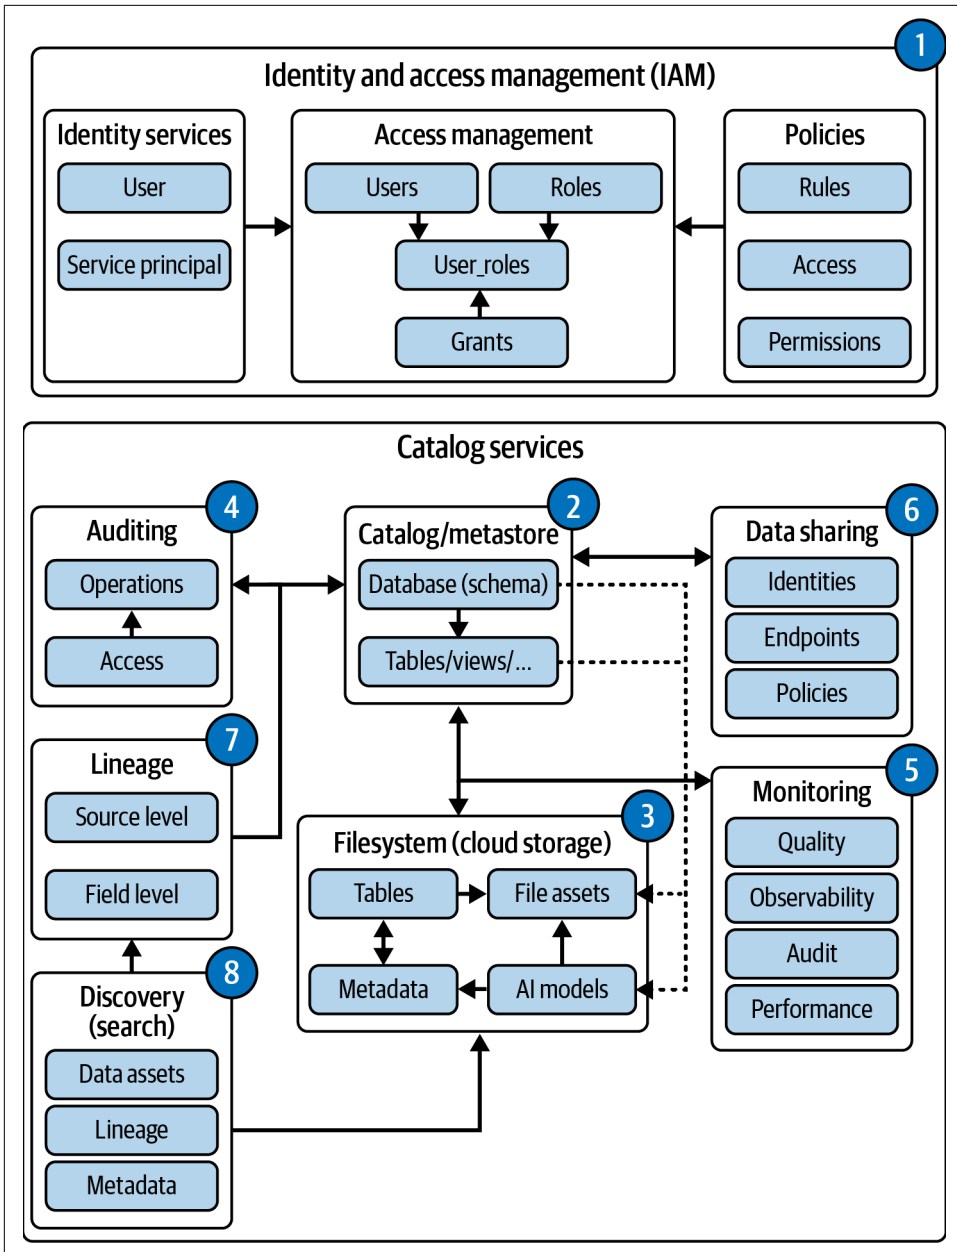 1
Identity and access management (IAM)
Identity services
User
Service principal
Access management
Users
Roles
User_roles
Grants
Policies
Rules
Access
Permissions
Catalog services
4
Auditing
Operations
Access
2
Catalog/metastore
Database (schema)
Tables/views/...
6
Data sharing
Identities
Endpoints
Policies
7
Lineage
Source level
Field level
3
Filesystem (cloud storage)
Tables
File assets
Metadata
AI models
5
Monitoring
Quality
Observability
Audit
Performance
8
Discovery
(search)
Data assets
Lineage
Metadata